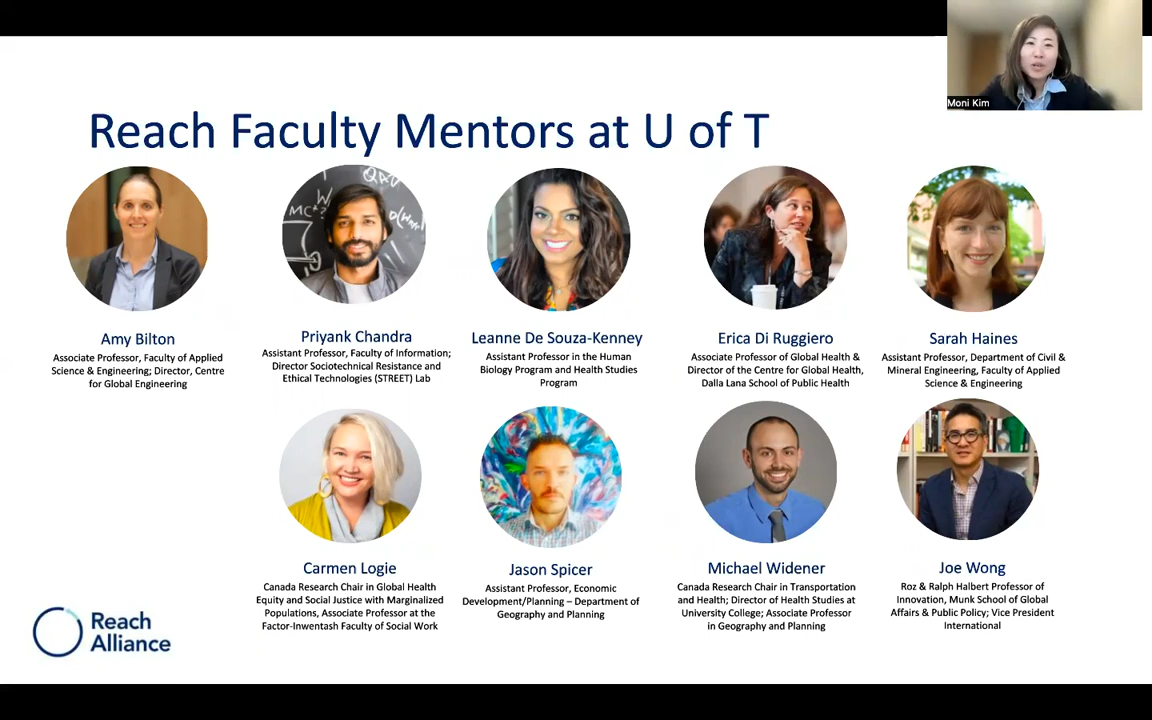 Moni Kim
Reach Faculty Mentors at U of T
Amy Bilton
Associate Professor, Faculty of Applied
Science & Engineering; Director, Centre
for Global Engineering
Priyank Chandra
Assistant Professor, Faculty of Information;
Director Sociotechnical Resistance and
Ethical Technologies (STREET) Lab
Leanne De Souza-Kenney
Assistant Professor in the Human
Biology Program and Health Studies
Program
Erica Di Ruggiero
Associate Professor of Global Health &
Director of the Centre for Global Health,
Dalla Lana School of Public Health
Sarah Haines
Assistant Professor, Department of Civil &
Mineral Engineering, Faculty of Applied
Science & Engineering
Carmen Logie
Canada Research Chair in Global Health
Equity and Social Justice with Marginalized
Populations, Associate Professor at the
Factor-Inwentash Faculty of Social Work
Jason Spicer
Assistant Professor, Economic
Development/Planning – Department of
Geography and Planning
Michael Widener
Canada Research Chair in Transportation
and Health; Director of Health Studies at
University College; Associate Professor
in Geography and Planning
Joe Wong
Roz & Ralph Halbert Professor of
Innovation, Munk School of Global
Affairs & Public Policy; Vice President
International
Reach
Alliance